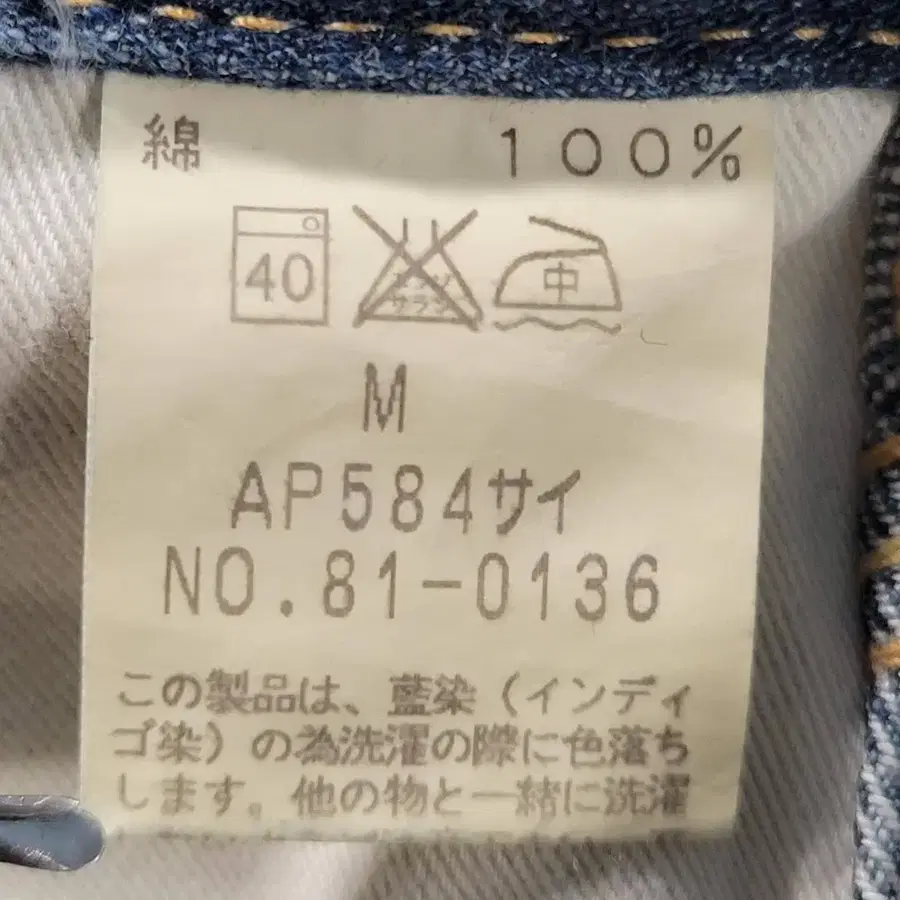 綿 100%
40 中
M
AP584サイ
NO.81-0136
この製品は、藍染（インディ
ゴ染）の為洗濯の際に色落ち
します。他の物と一緒に洗濯